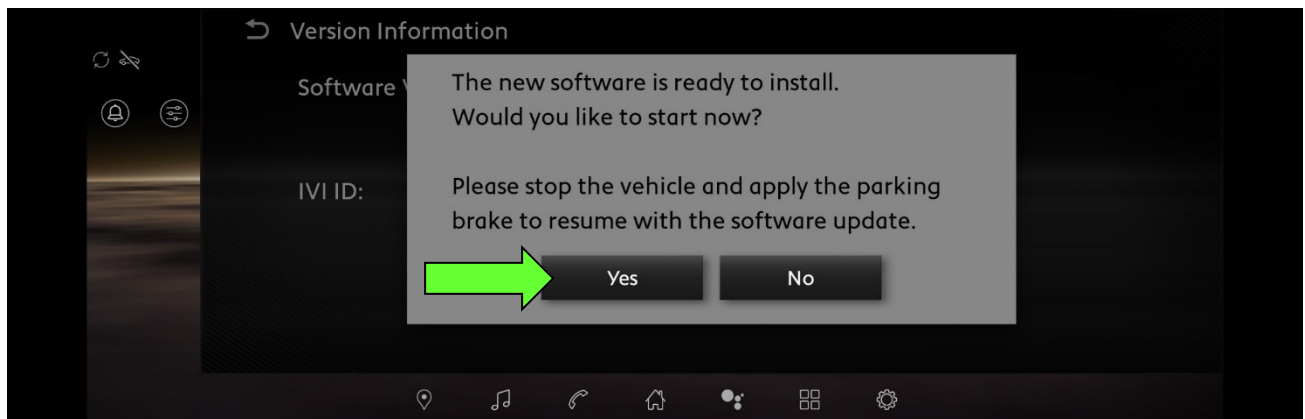 Version Information
Software
The new software is ready to install.
Would you like to start now?
IVI ID:
Please stop the vehicle and apply the parking
brake to resume with the software update.
Yes
No